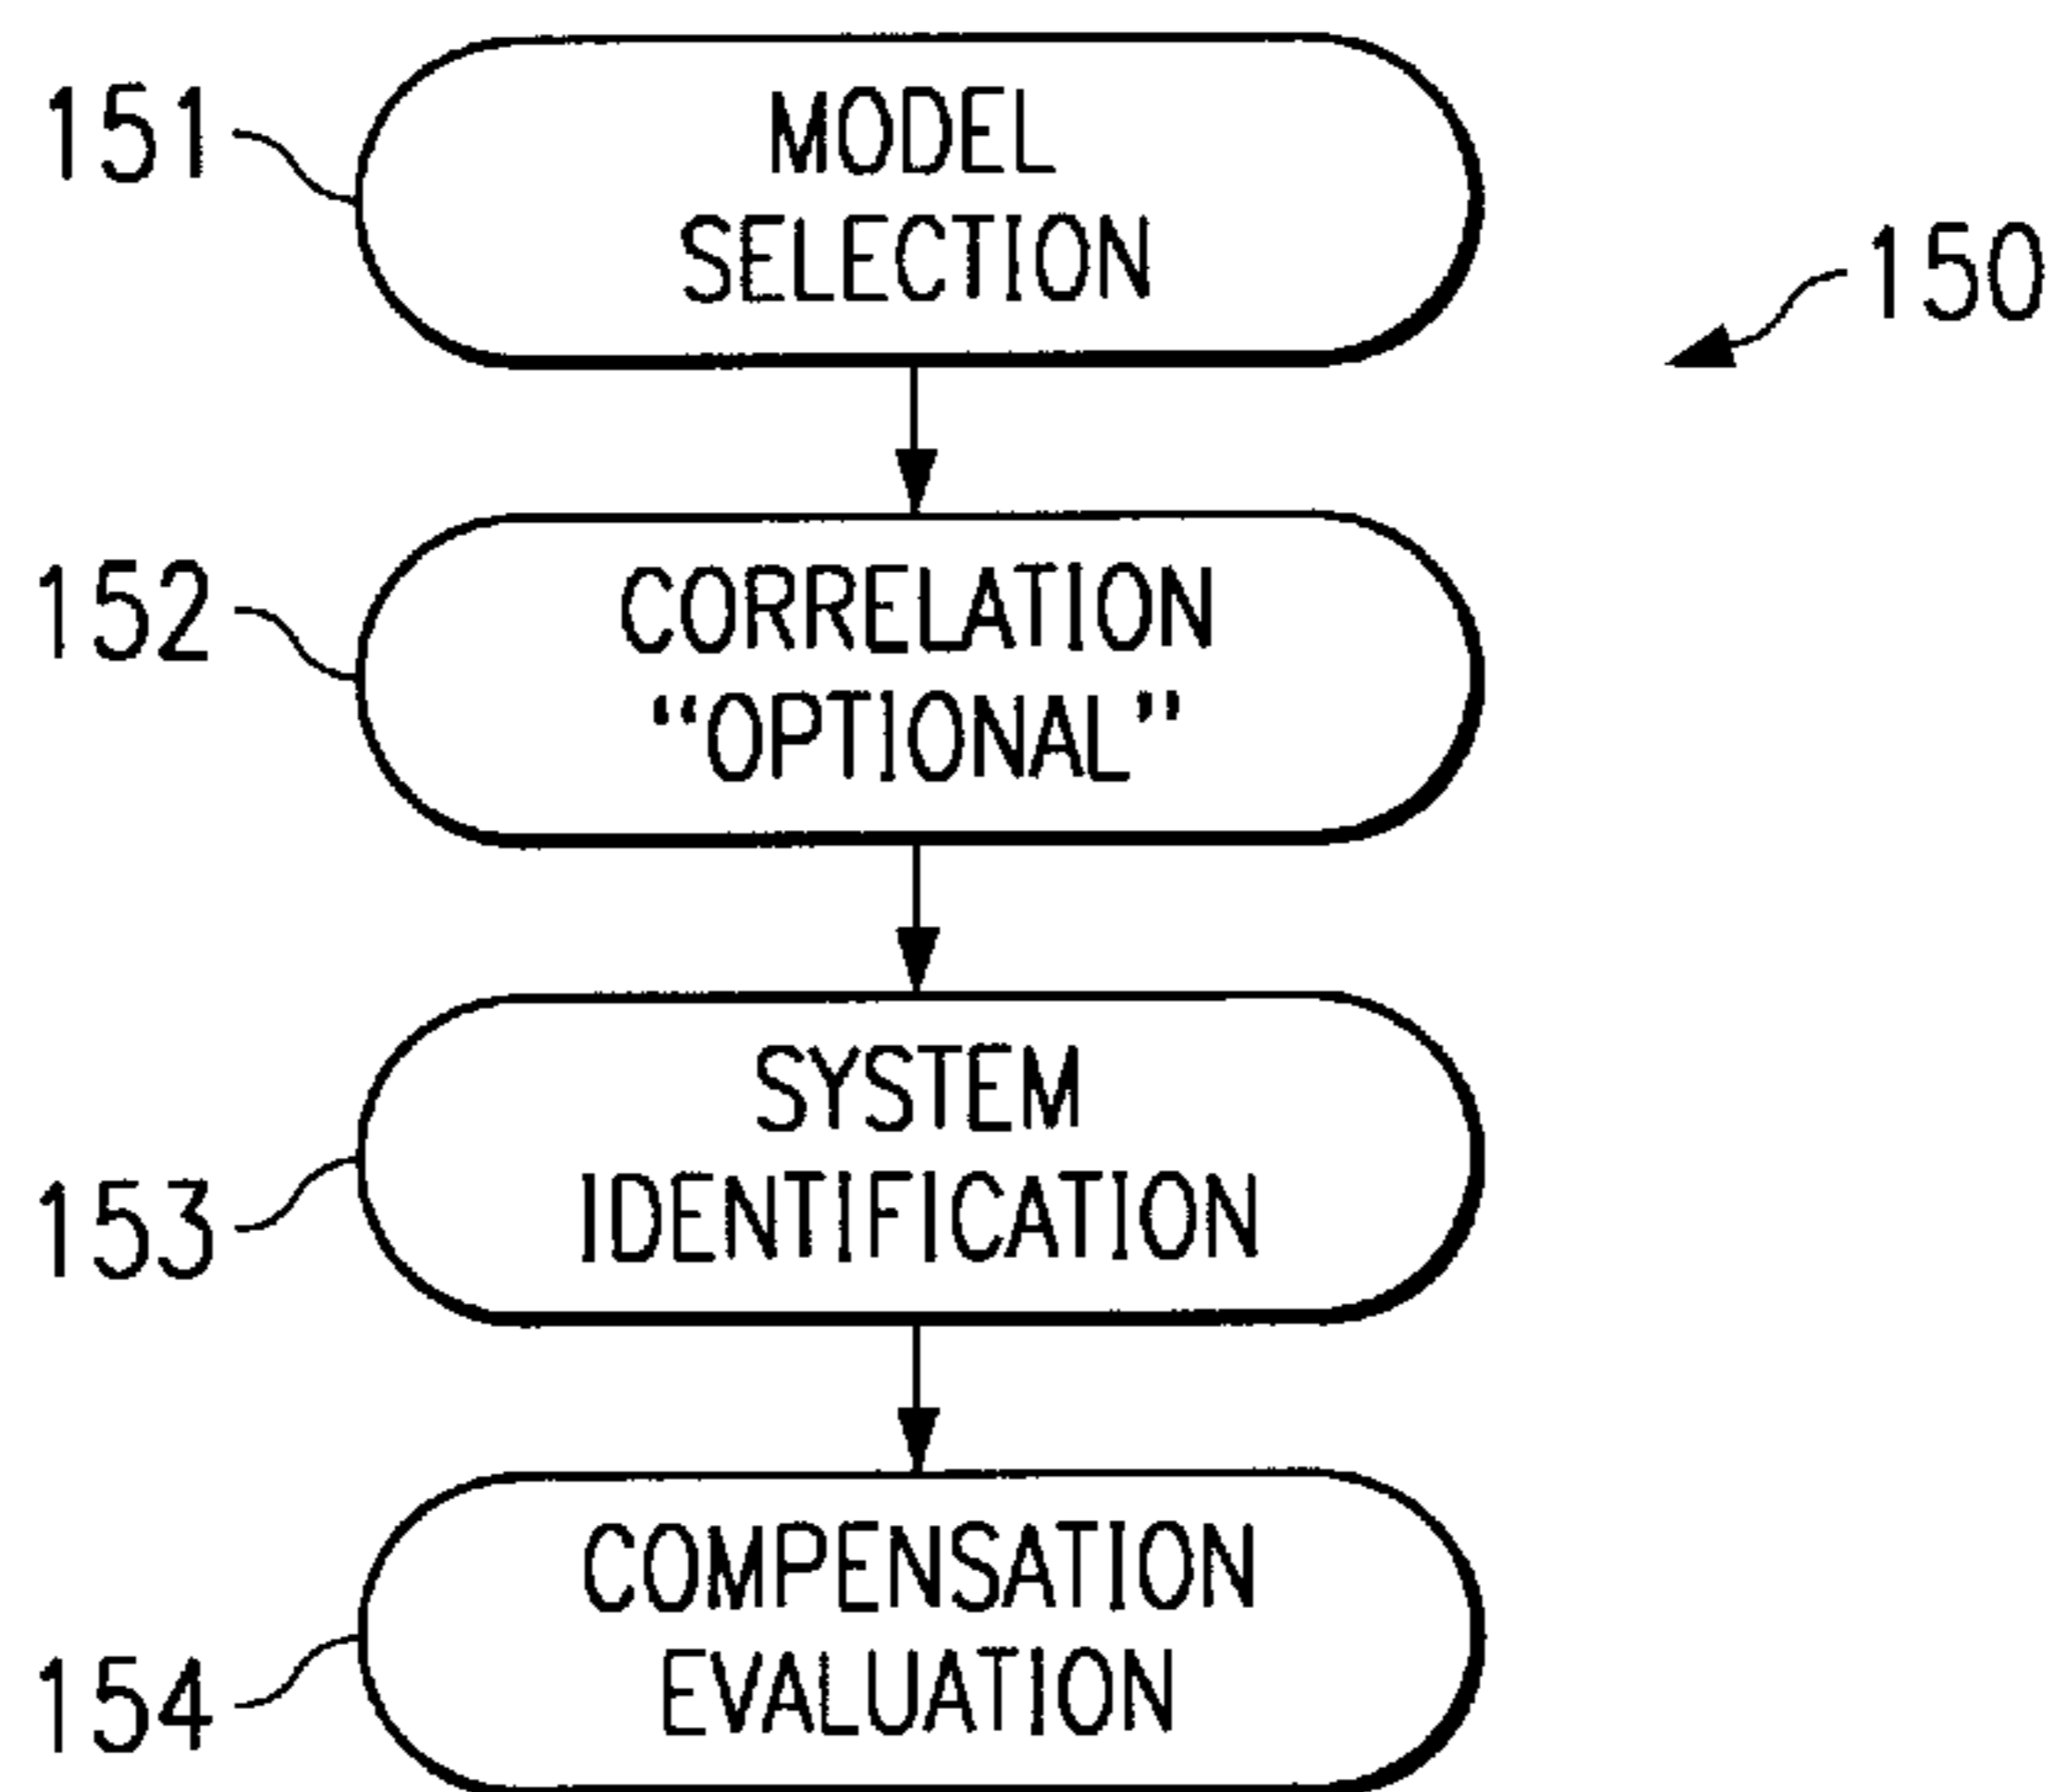 151
MODEL
SELECTION
150
152
CORRELATION
“OPTIONAL”
153
SYSTEM
IDENTIFICATION
154
COMPENSATION
EVALUATION